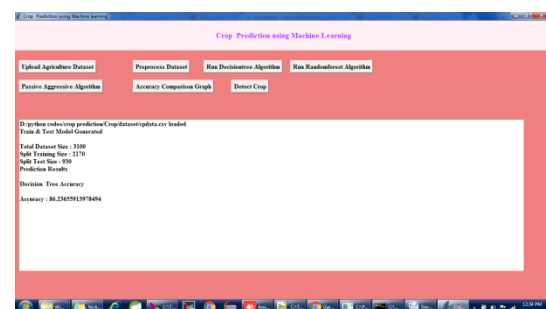 Crop Prediction using Machine learning
Crop Prediction using Machine Learning
Upload Agriculture Dataset
Preprocess Dataset
Run Decisiontree Algorithm
Run Randomforest Algorithm
Passive Aggressive Algorithm
Accuracy Comparison Graph
Detect Crop
D:/python codes/crop prediction/Crop/dataset/cpdata.csv loaded
Train & Test Model Generated
Total Dataset Size : 3100
Split Training Size : 2170
Split Test Size : 930
Prediction Results
Decision Tree Accuracy
Accuracy : 86.23655913978494
12:34 PM